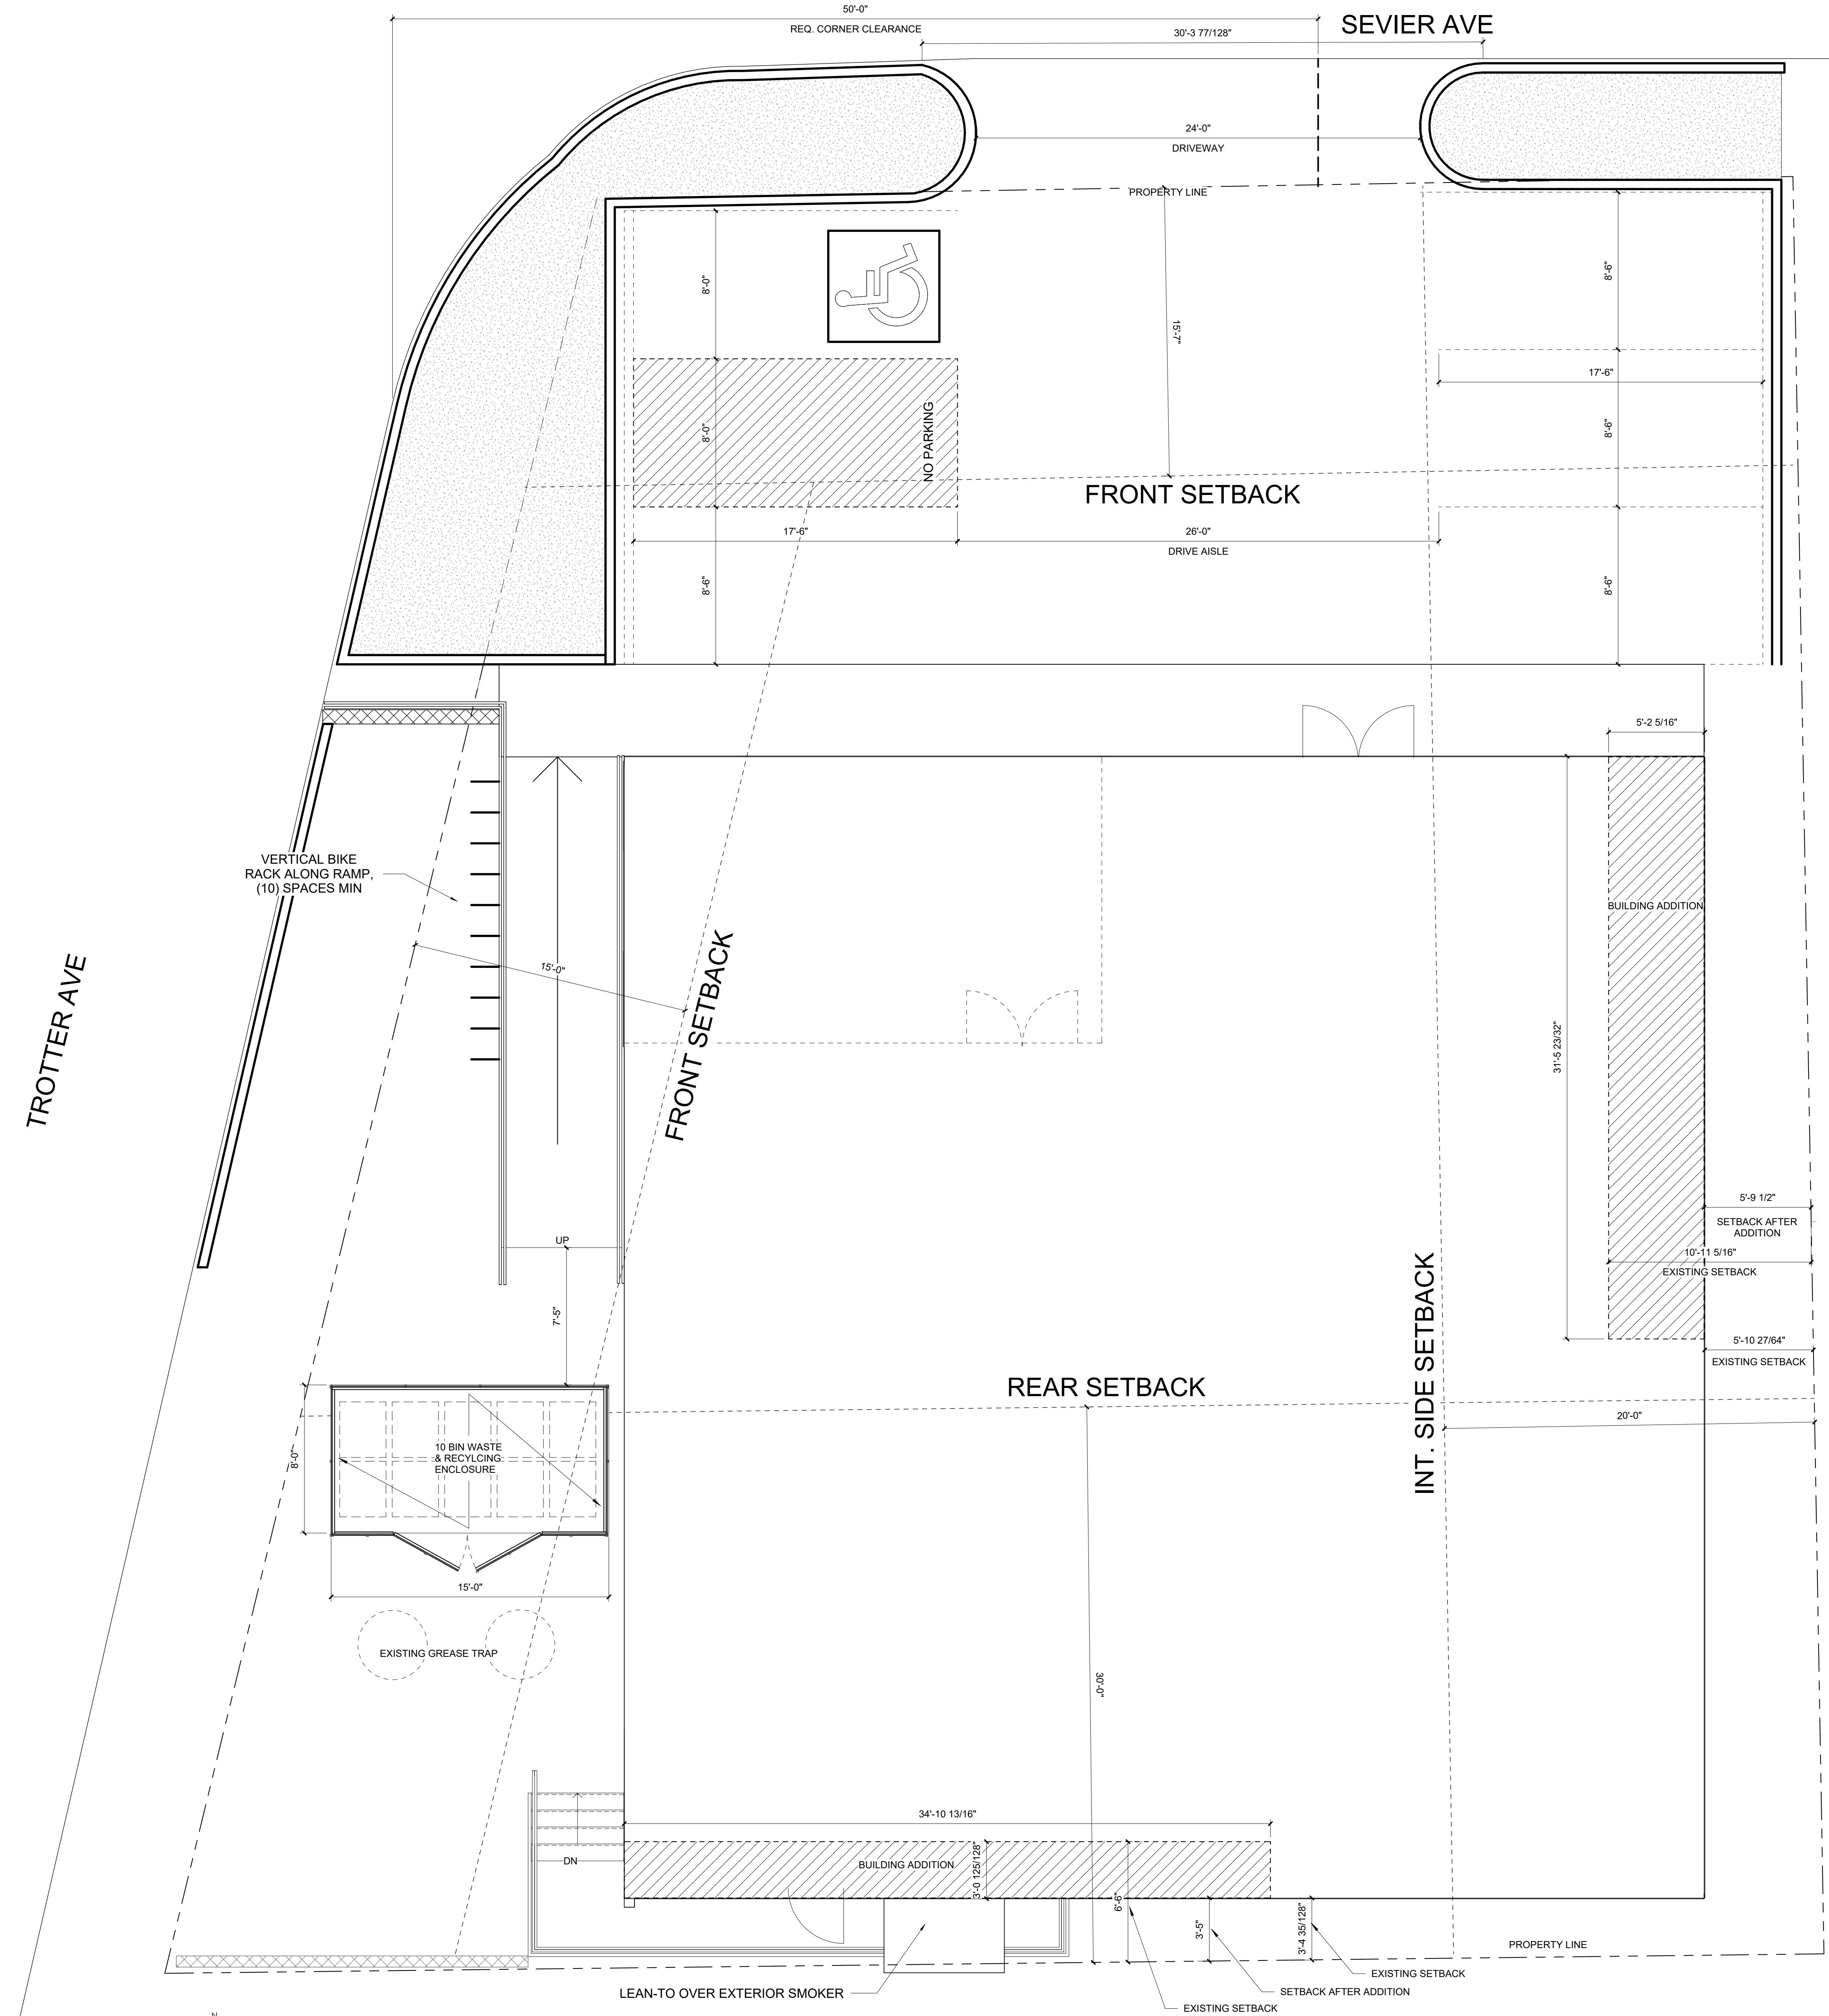 50'-0"
REQ. CORNER CLEARANCE
SEVIER AVE
30'-3 77/128"
24'-0"
DRIVEWAY
PROPERTY LINE
8'-0"
8'-6"
15'-7"
17'-6"
8'-0"
NO PARKING
8'-6"
FRONT SETBACK
17'-6"
26'-0"
DRIVE AISLE
8'-6"
8'-6"
5'-2 5/16"
VERTICAL BIKE
RACK ALONG RAMP,
(10) SPACES MIN
BUILDING ADDITION
15'-0"
FRONT SETBACK
TROTTER AVE
31'-5 23/32"
5'-9 1/2"
SETBACK AFTER
ADDITION
UP
10'-11 5/16"
EXISTING SETBACK
7'-5"
5'-10 27/64"
EXISTING SETBACK
INT. SIDE SETBACK
REAR SETBACK
20'-0"
10 BIN WASTE
& RECYLCING
ENCLOSURE
8'-0"
15'-0"
EXISTING GREASE TRAP
30'-0"
34'-10 13/16"
DN
BUILDING ADDITION
3'-0 125/128"
6'-6"
3'-5"
3'-4 35/128"
PROPERTY LINE
EXISTING SETBACK
LEAN-TO OVER EXTERIOR SMOKER
SETBACK AFTER ADDITION
EXISTING SETBACK
N